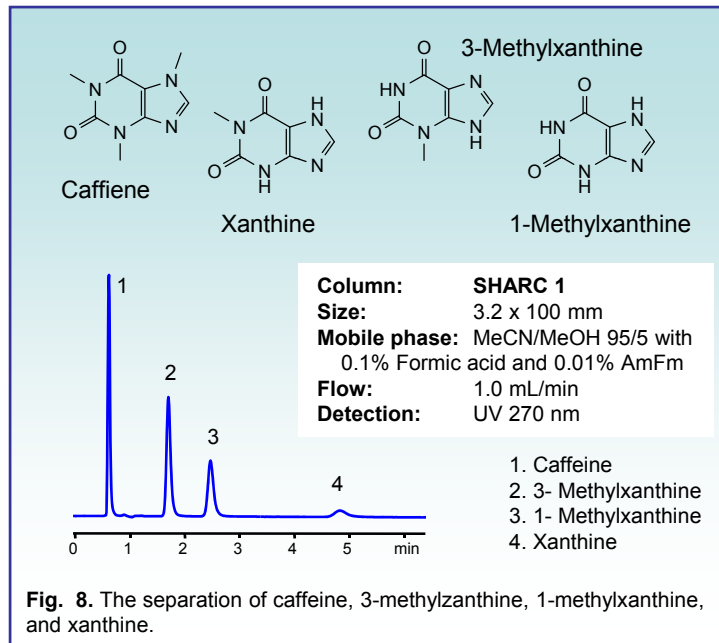 3-Methylxanthine
O
N
N
N
N
O
Caffiene
O
N
H
N
N
N
H
O
Xanthine
O
HN
N
N
N
H
O
O
HN
H
N
N
N
H
O
1-Methylxanthine
1
2
3
4
0 1 2 3 4 5 min
Column: SHARC 1
Size: 3.2 x 100 mm
Mobile phase: MeCN/MeOH 95/5 with
0.1% Formic acid and 0.01% AmFm
Flow: 1.0 mL/min
Detection: UV 270 nm
1. Caffeine
2. 3- Methylxanthine
3. 1- Methylxanthine
4. Xanthine
Fig. 8. The separation of caffeine, 3-methylzanthine, 1-methylxanthine,
and xanthine.